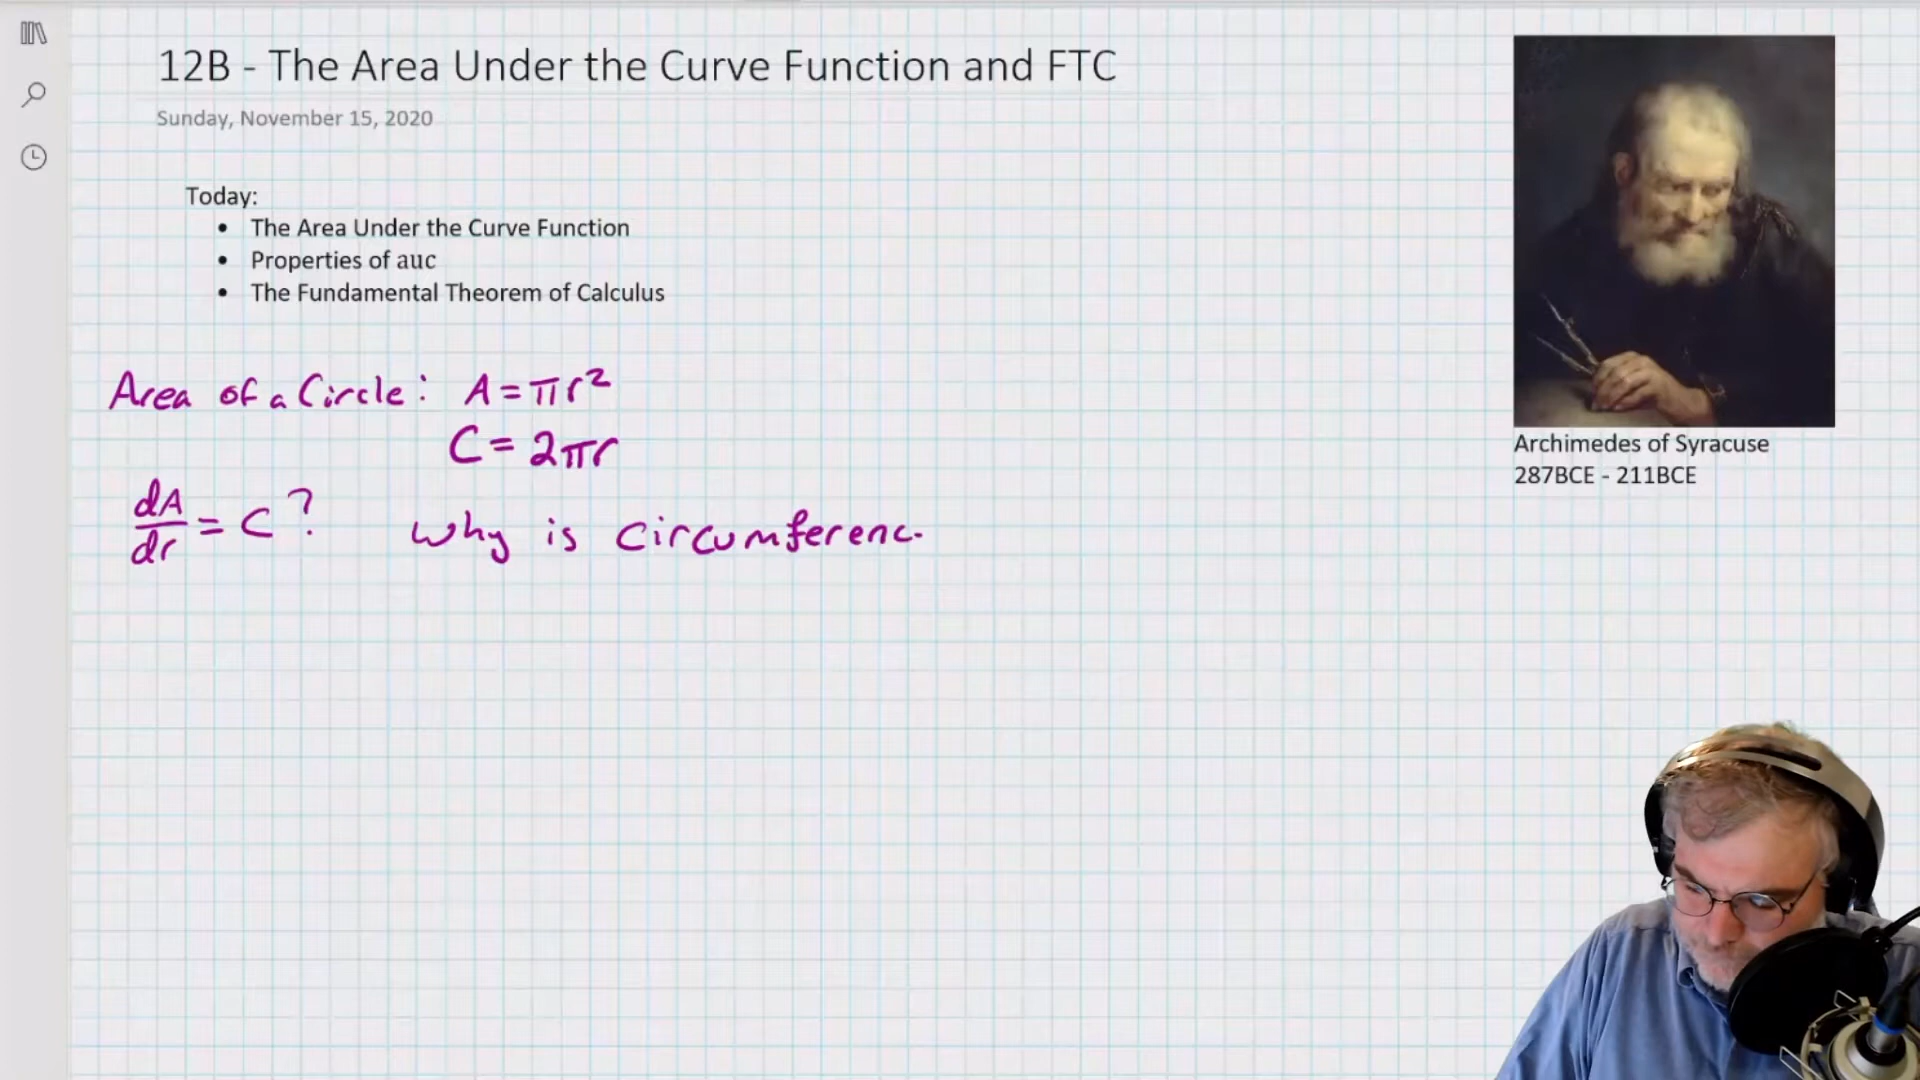 12B - The Area Under the Curve Function and FTC
Sunday, November 15, 2020
Today:
• The Area Under the Curve Function
• Properties of auc
• The Fundamental Theorem of Calculus
Area of a Circle: A = πr²
C = 2πr
dA/dr = C? Why is circumferenc
Archimedes of Syracuse
287BCE - 211BCE